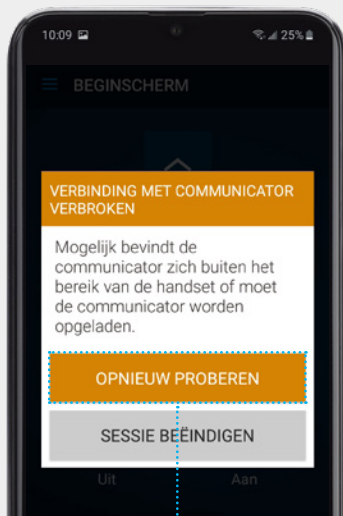 10:09 25%
BEGINSCHERM
VERBINDING MET COMMUNICATOR
VERBROKEN
Mogelijk bevindt de
communicator zich buiten het
bereik van de handset of moet
de communicator worden
opgeladen.
OPNIEUW PROBEREN
SESSIE BEËINDIGEN
Uit Aan